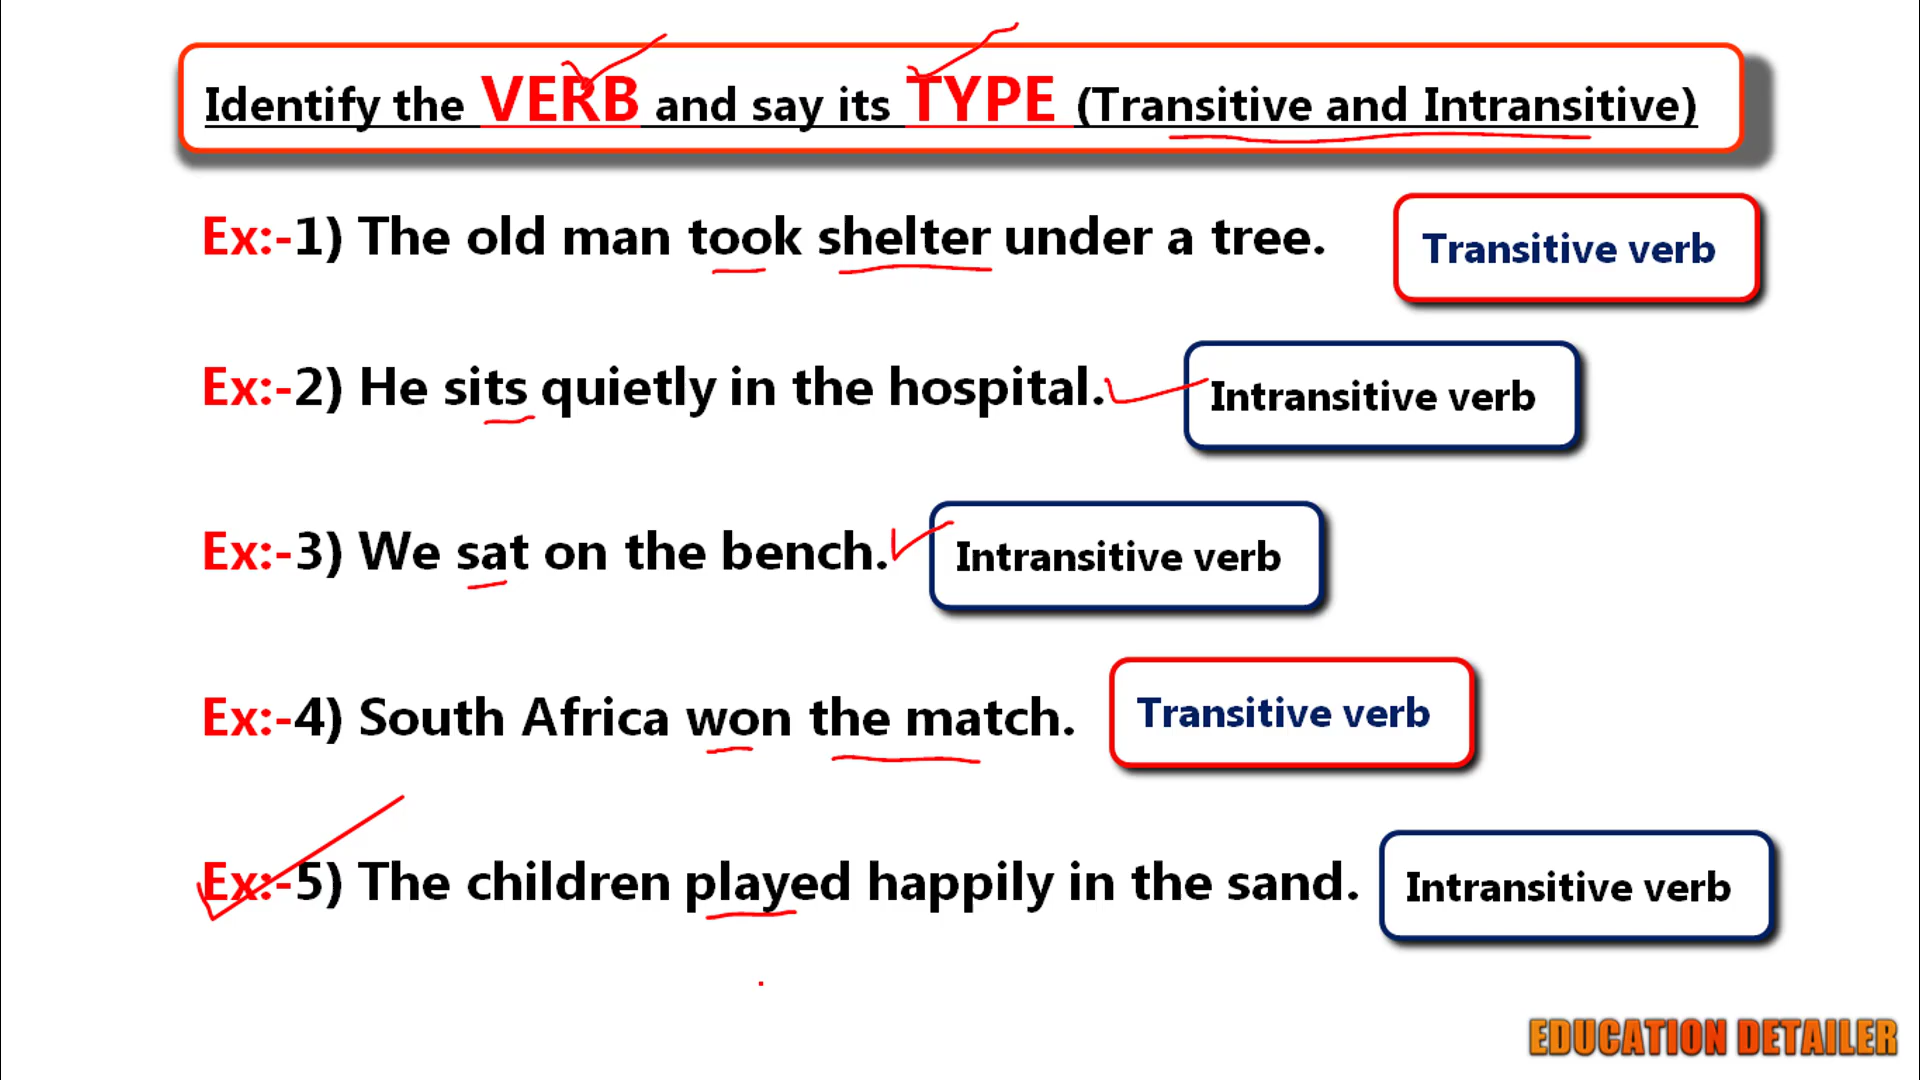 Identify the VERB and say its TYPE (Transitive and Intransitive)
Ex:-1) The old man took shelter under a tree. Transitive verb
Ex:-2) He sits quietly in the hospital. Intransitive verb
Ex:-3) We sat on the bench. Intransitive verb
Ex:-4) South Africa won the match. Transitive verb
Ex:-5) The children played happily in the sand. Intransitive verb
EDUCATION DETAILER